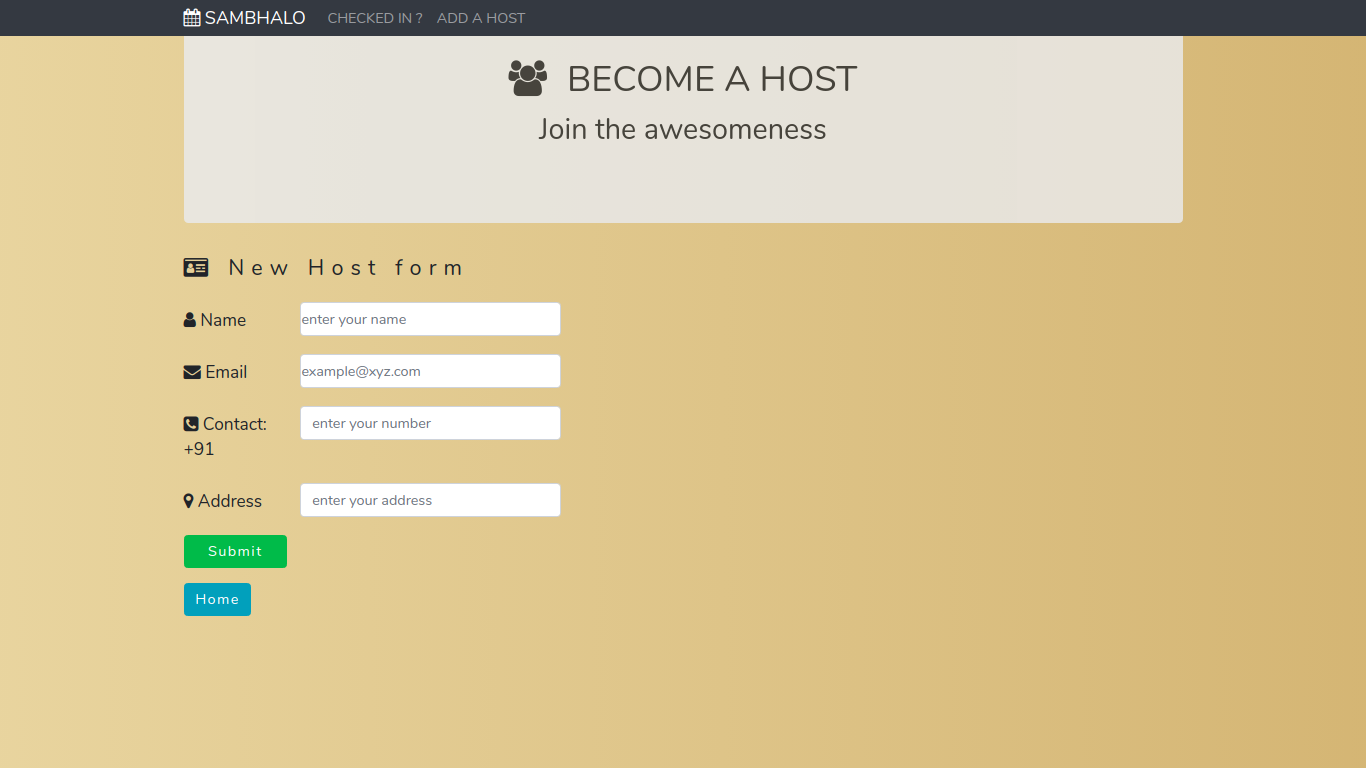 SAMBHALO CHECKED IN ? ADD A HOST
BECOME A HOST
Join the awesomeness
New Host form
Name enter your name
Email example@xyz.com
Contact: enter your number
+91
Address enter your address
Submit
Home